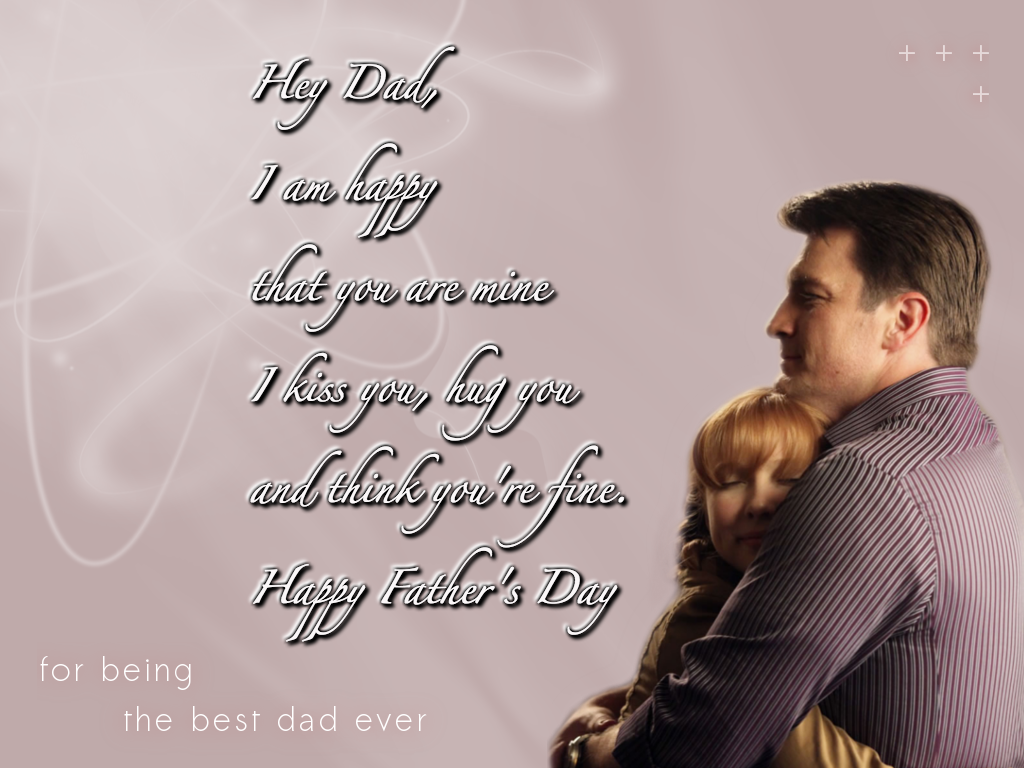 Hey Dad,
I am happy
that you are mine
I kiss you, hug you
and think you're fine.
Happy Father's Day
for being
the best dad ever